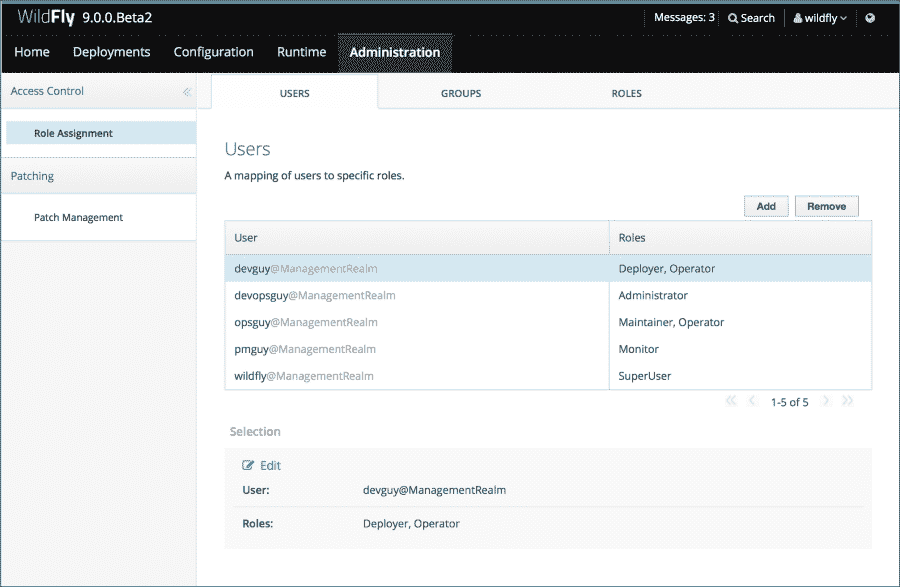 WildFly 9.0.0.Beta2 Messages: 3 Search wildfly
Home Deployments Configuration Runtime Administration
Access Control
USERS GROUPS ROLES
Role Assignment
Patching
Patch Management
Users
A mapping of users to specific roles.
Add Remove
User Roles
devguy@ManagementRealm Deployer, Operator
devopsguy@ManagementRealm Administrator
opsguy@ManagementRealm Maintainer, Operator
pmguy@ManagementRealm Monitor
wildfly@ManagementRealm SuperUser
1-5 of 5
Selection
Edit
User: devguy@ManagementRealm
Roles: Deployer, Operator